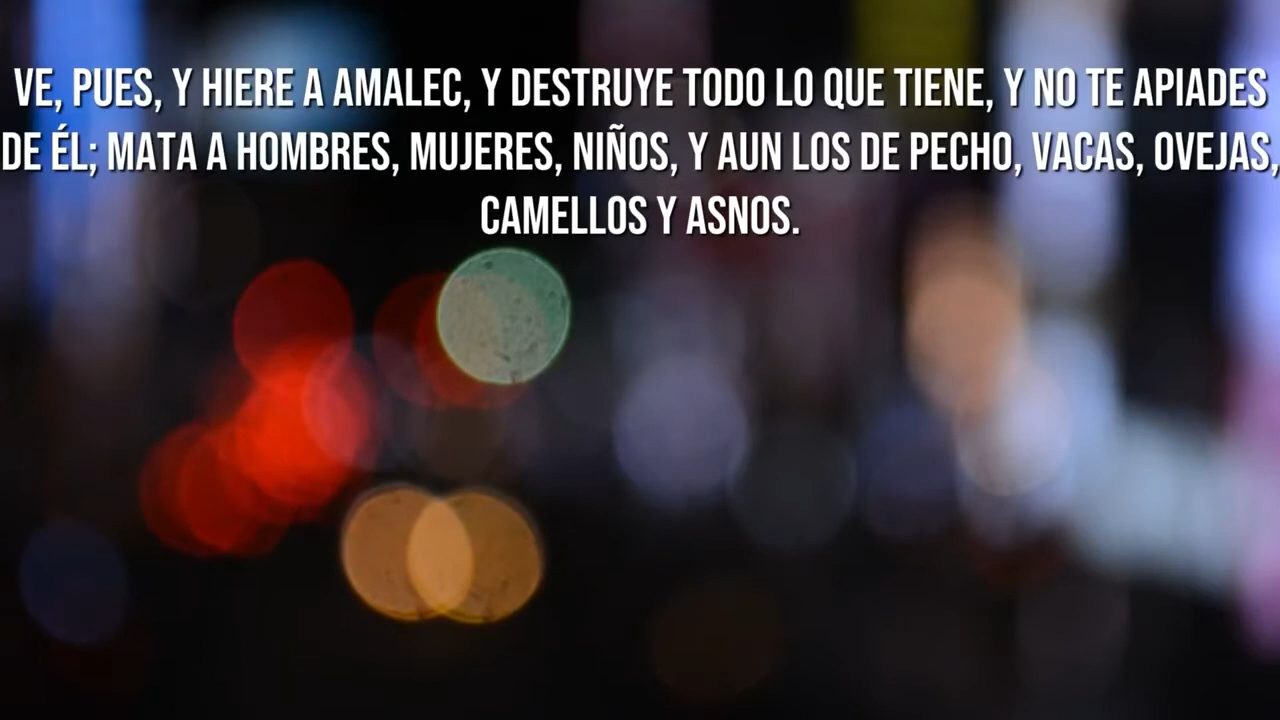 VE, PUES, Y HIERE A AMALEC, Y DESTRUYE TODO LO QUE TIENE, Y NO TE APIADES
DE ÉL; MATA A HOMBRES, MUJERES, NIÑOS, Y AUN LOS DE PECHO, VACAS, OVEJAS,
CAMELLOS Y ASNOS.